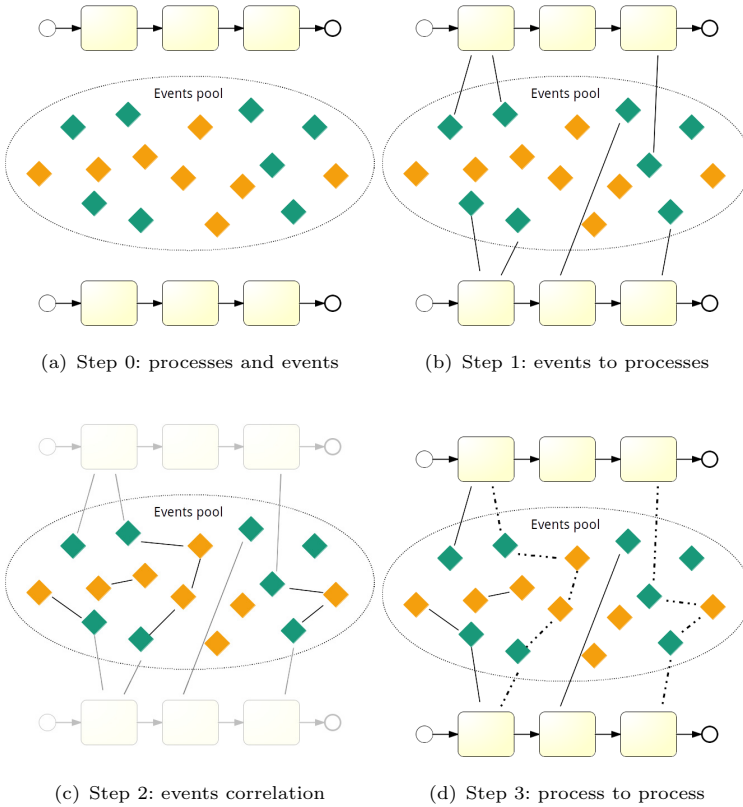 Events pool
Events pool
(a) Step 0: processes and events
(b) Step 1: events to processes
Events pool
Events pool
(c) Step 2: events correlation
(d) Step 3: process to process